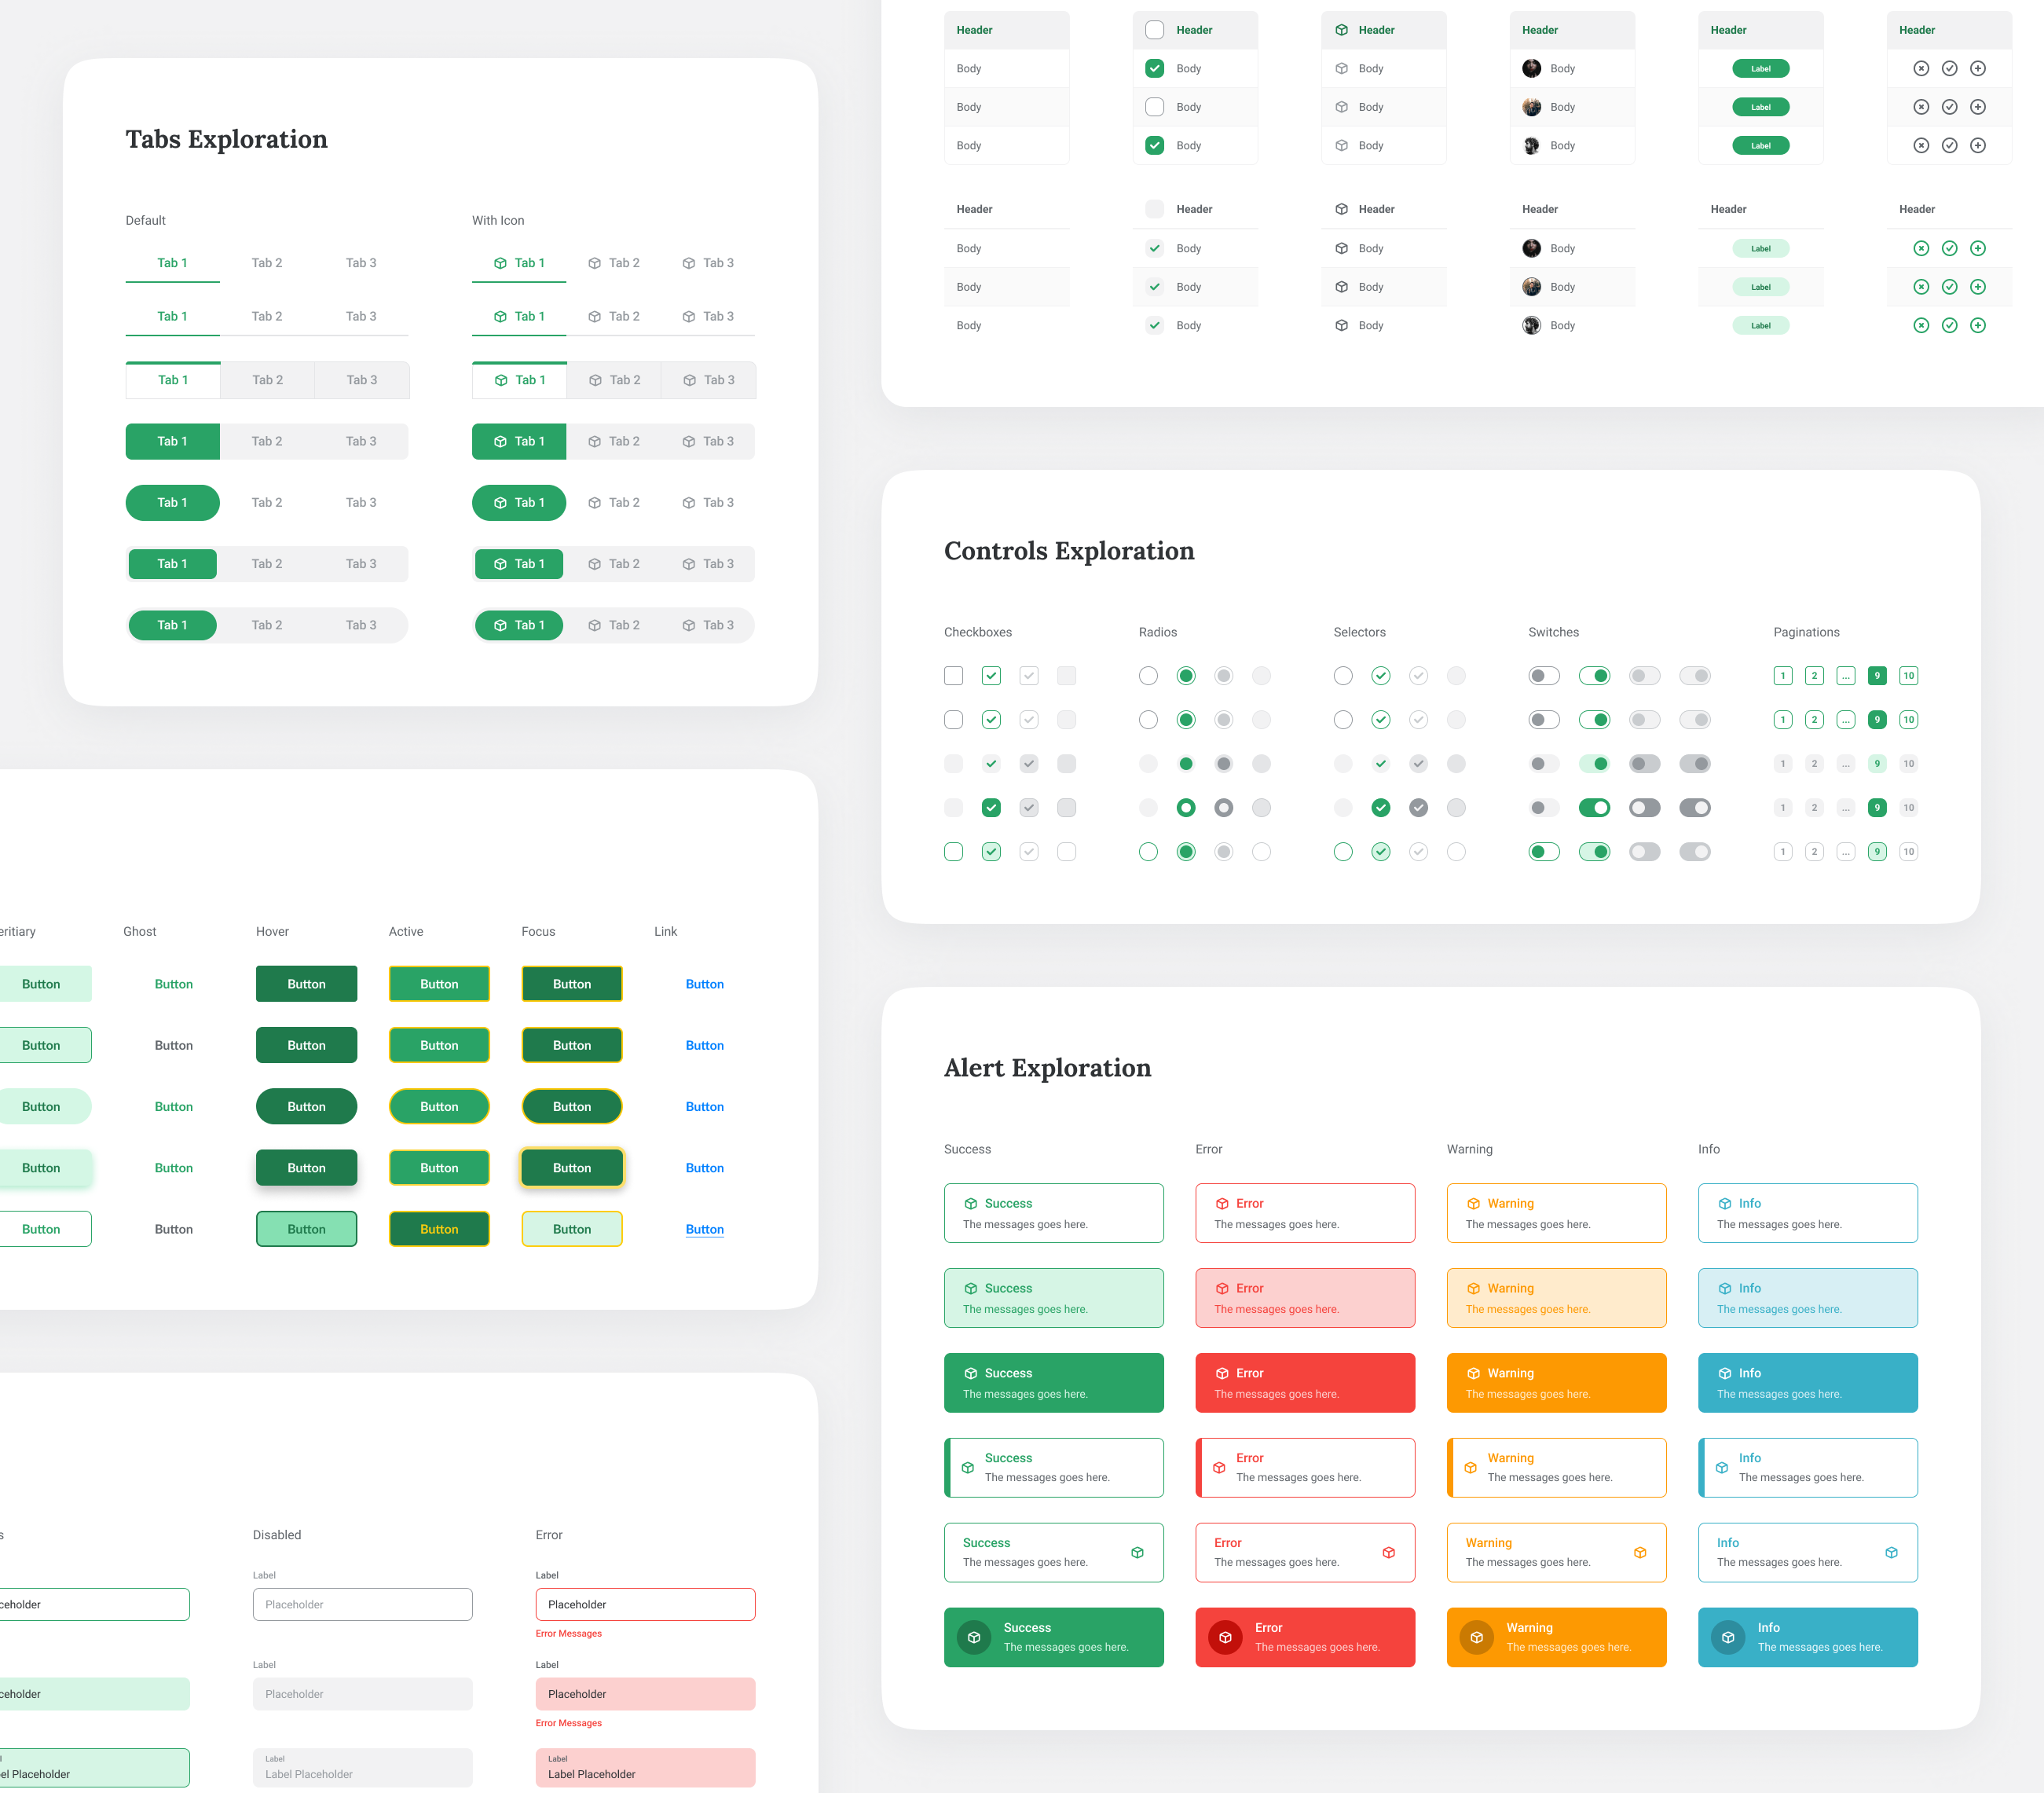 Tabs Exploration
Default
With Icon
Tab 1 Tab 2 Tab 3 Tab 1 Tab 2 Tab 3
Tab 1 Tab 2 Tab 3 Tab 1 Tab 2 Tab 3
Tab 1 Tab 2 Tab 3 Tab 1 Tab 2 Tab 3
Tab 1 Tab 2 Tab 3 Tab 1 Tab 2 Tab 3
Tab 1 Tab 2 Tab 3 Tab 1 Tab 2 Tab 3
Tab 1 Tab 2 Tab 3 Tab 1 Tab 2 Tab 3
Tab 1 Tab 2 Tab 3 Tab 1 Tab 2 Tab 3
eritiary Ghost Hover Active Focus Link
Button Button Button Button Button Button
Button Button Button Button Button Button
Button Button Button Button Button Button
Button Button Button Button Button Button
Button Button Button Button Button Button
s Disabled Error
Label Label
ceholder Placeholder Placeholder
Error Messages
Label Label
ceholder Placeholder Placeholder
Error Messages
l Label Label
el Placeholder Label Placeholder Label Placeholder
Header Header Header Header Header Header
Body Body Body Body Label
Body Body Body Body Label
Body Body Body Body Label
Header Header Header Header Header Header
Body Body Body Body Label
Body Body Body Body Label
Body Body Body Body Label
Controls Exploration
Checkboxes Radios Selectors Switches Paginations
1 2 ... 9 10
1 2 ... 9 10
1 2 ... 9 10
1 2 ... 9 10
1 2 ... 9 10
Alert Exploration
Success Error Warning Info
Success Error Warning Info
The messages goes here. The messages goes here. The messages goes here. The messages goes here.
Success Error Warning Info
The messages goes here. The messages goes here. The messages goes here. The messages goes here.
Success Error Warning Info
The messages goes here. The messages goes here. The messages goes here. The messages goes here.
Success Error Warning Info
The messages goes here. The messages goes here. The messages goes here. The messages goes here.
Success Error Warning Info
The messages goes here. The messages goes here. The messages goes here. The messages goes here.
Success Error Warning Info
The messages goes here. The messages goes here. The messages goes here. The messages goes here.